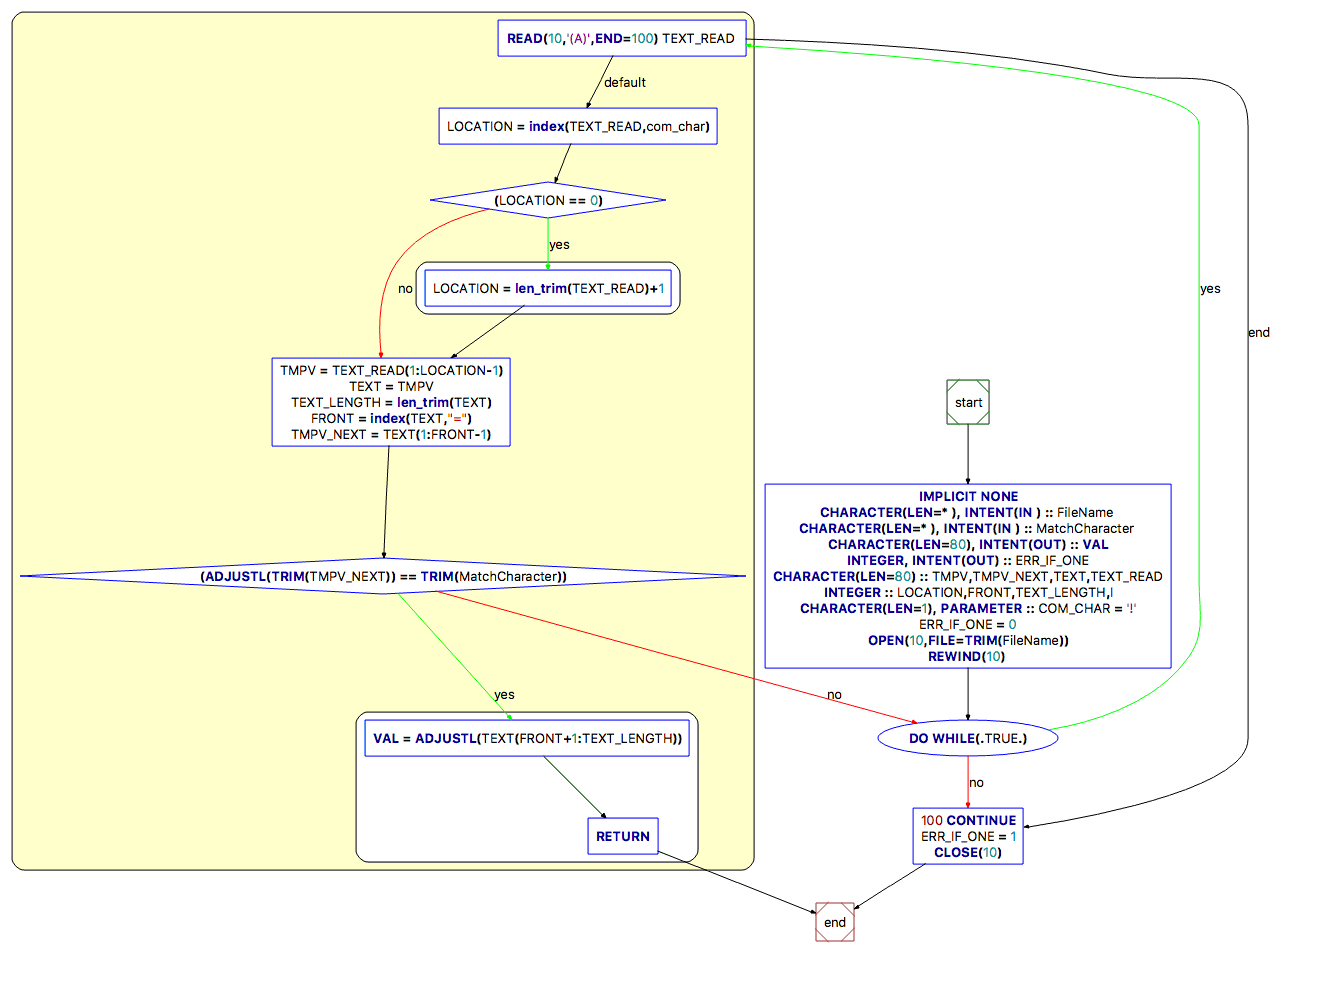 READ(10,'(A)',END=100) TEXT_READ
default
LOCATION = index(TEXT_READ,com_char)
(LOCATION == 0)
yes
no
LOCATION = len_trim(TEXT_READ)+1
TMPV = TEXT_READ(1:LOCATION-1)
TEXT = TMPV
TEXT_LENGTH = len_trim(TEXT)
FRONT = index(TEXT,"=")
TMPV_NEXT = TEXT(1:FRONT-1)
(ADJUSTL(TRIM(TMPV_NEXT)) == TRIM(MatchCharacter))
yes
no
VAL = ADJUSTL(TEXT(FRONT+1:TEXT_LENGTH))
RETURN
yes
end
start
IMPLICIT NONE
CHARACTER(LEN=* ), INTENT(IN ) :: FileName
CHARACTER(LEN=* ), INTENT(IN ) :: MatchCharacter
CHARACTER(LEN=80), INTENT(OUT) :: VAL
INTEGER, INTENT(OUT) :: ERR_IF_ONE
CHARACTER(LEN=80) :: TMPV,TMPV_NEXT,TEXT,TEXT_READ
INTEGER :: LOCATION,FRONT,TEXT_LENGTH,I
CHARACTER(LEN=1), PARAMETER :: COM_CHAR = '!'
ERR_IF_ONE = 0
OPEN(10,FILE=TRIM(FileName))
REWIND(10)
DO WHILE(.TRUE.)
no
100 CONTINUE
ERR_IF_ONE = 1
CLOSE(10)
end